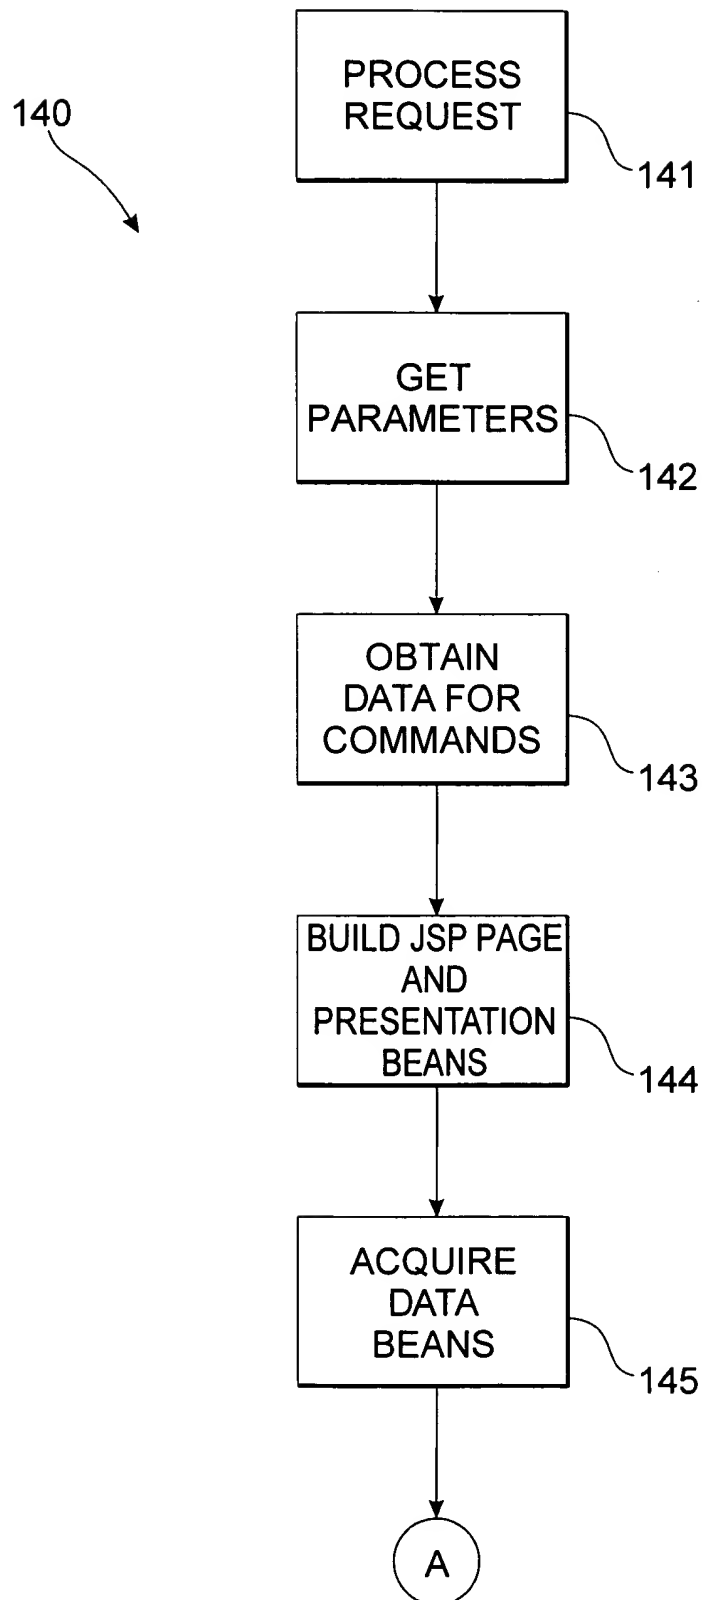 140
PROCESS
REQUEST
141
GET
PARAMETERS
142
OBTAIN
DATA FOR
COMMANDS
143
BUILD JSP PAGE
AND
PRESENTATION
BEANS
144
ACQUIRE
DATA
BEANS
145
A